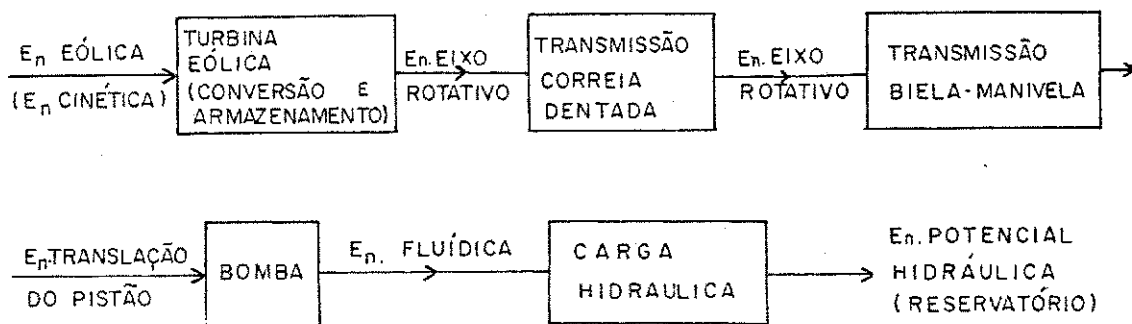 En EÓLICA
(En CINÉTICA)
TURBINA
EÓLICA
(CONVERSÃO E
ARMAZENAMENTO)
En.EIXO
ROTATIVO
TRANSMISSÃO
CORREIA
DENTADA
En.EIXO
ROTATIVO
TRANSMISSÃO
BIELA-MANIVELA
En.TRANSLAÇÃO
DO PISTÃO
BOMBA
En. FLUÍDICA
CARGA
HIDRAULICA
En.POTENCIAL
HIDRÁULICA
(RESERVATÓRIO)